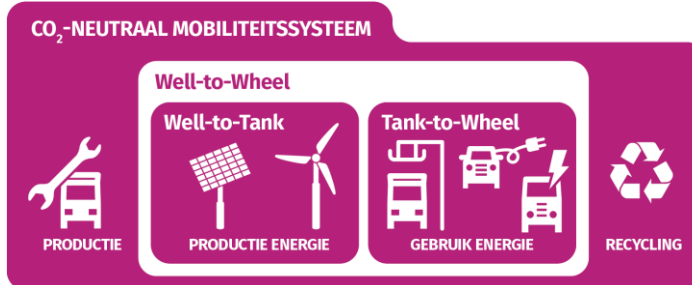 CO₂-NEUTRAAL MOBILITEITSSYSTEEM
Well-to-Wheel
Well-to-Tank
Tank-to-Wheel
PRODUCTIE
PRODUCTIE ENERGIE
GEBRUIK ENERGIE
RECYCLING